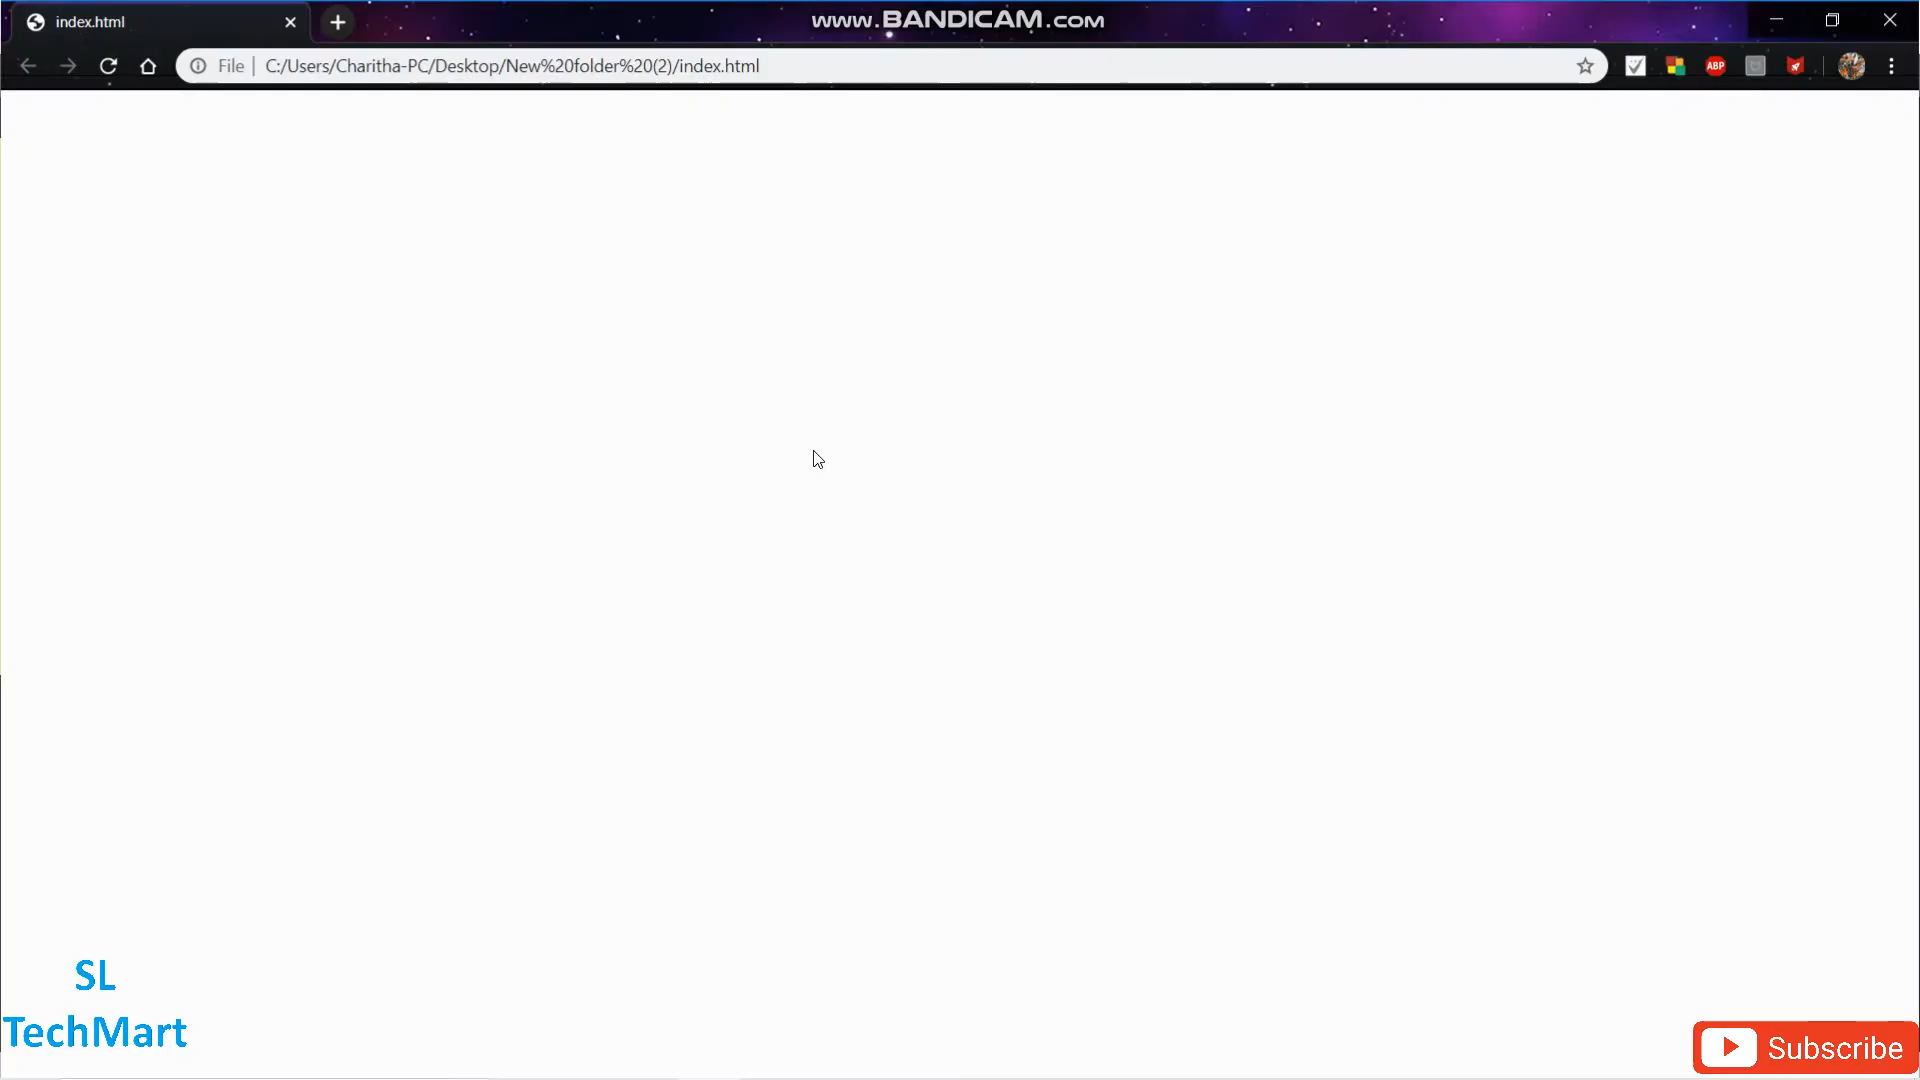 index.html
www.BANDICAM.com
File
C:/Users/Charitha-PC/Desktop/New%20folder%20(2)/index.html
ABP
SL
TechMart
Subscribe